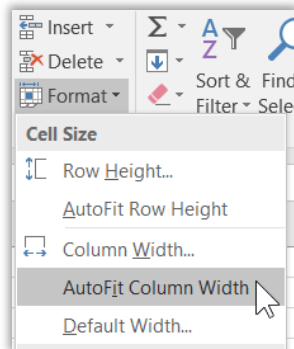 Insert
Delete
Format
Σ
A
Z
Sort &
Filter
Find
Sele
Cell Size
Row Height...
AutoFit Row Height
Column Width...
AutoFit Column Width
Default Width...